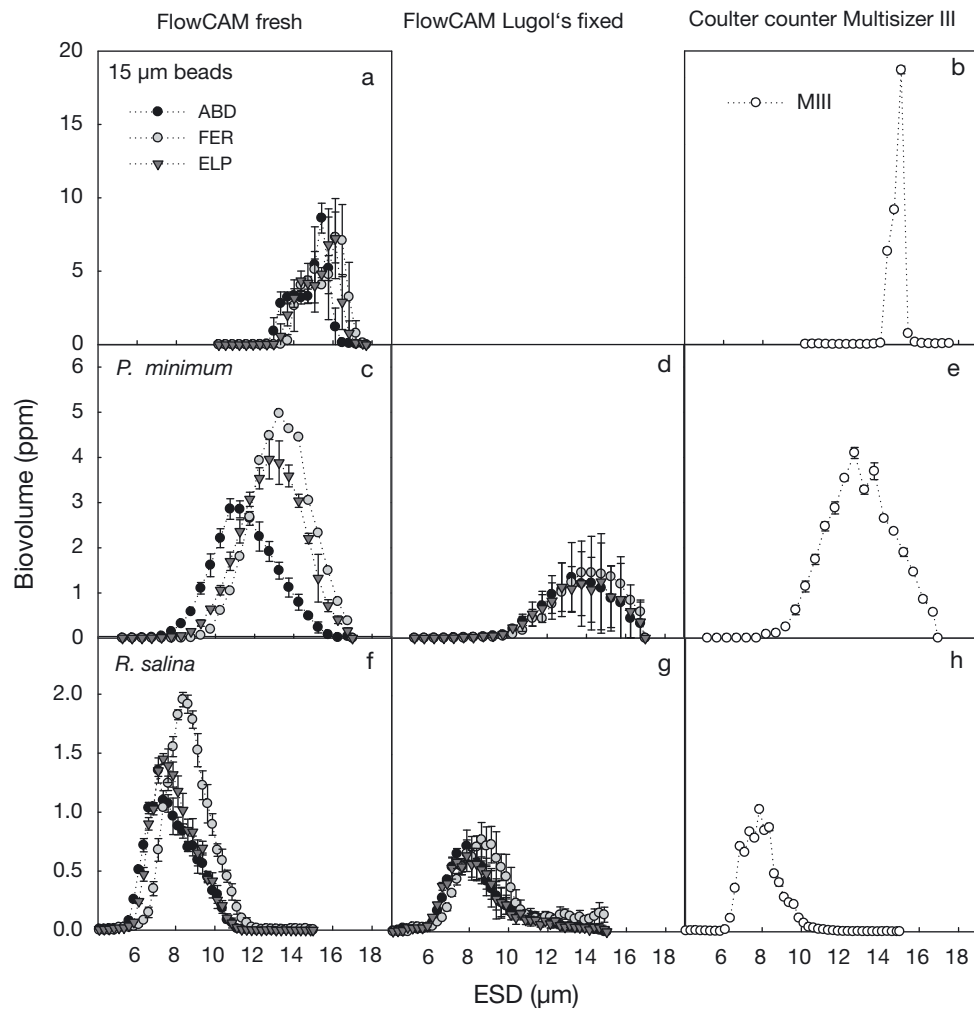 FlowCAM fresh
FlowCAM Lugol‘s fixed
Coulter counter Multisizer III
15 µm beads
a
b
ABD
FER
ELP
MIII
20
15
10
5
0
P. minimum
c
d
e
6
5
4
3
2
1
0
R. salina
f
g
h
2.0
1.5
1.0
0.5
0.0
Biovolume (ppm)
6 8 10 12 14 16 18
6 8 10 12 14 16 18
6 8 10 12 14 16 18
ESD (µm)